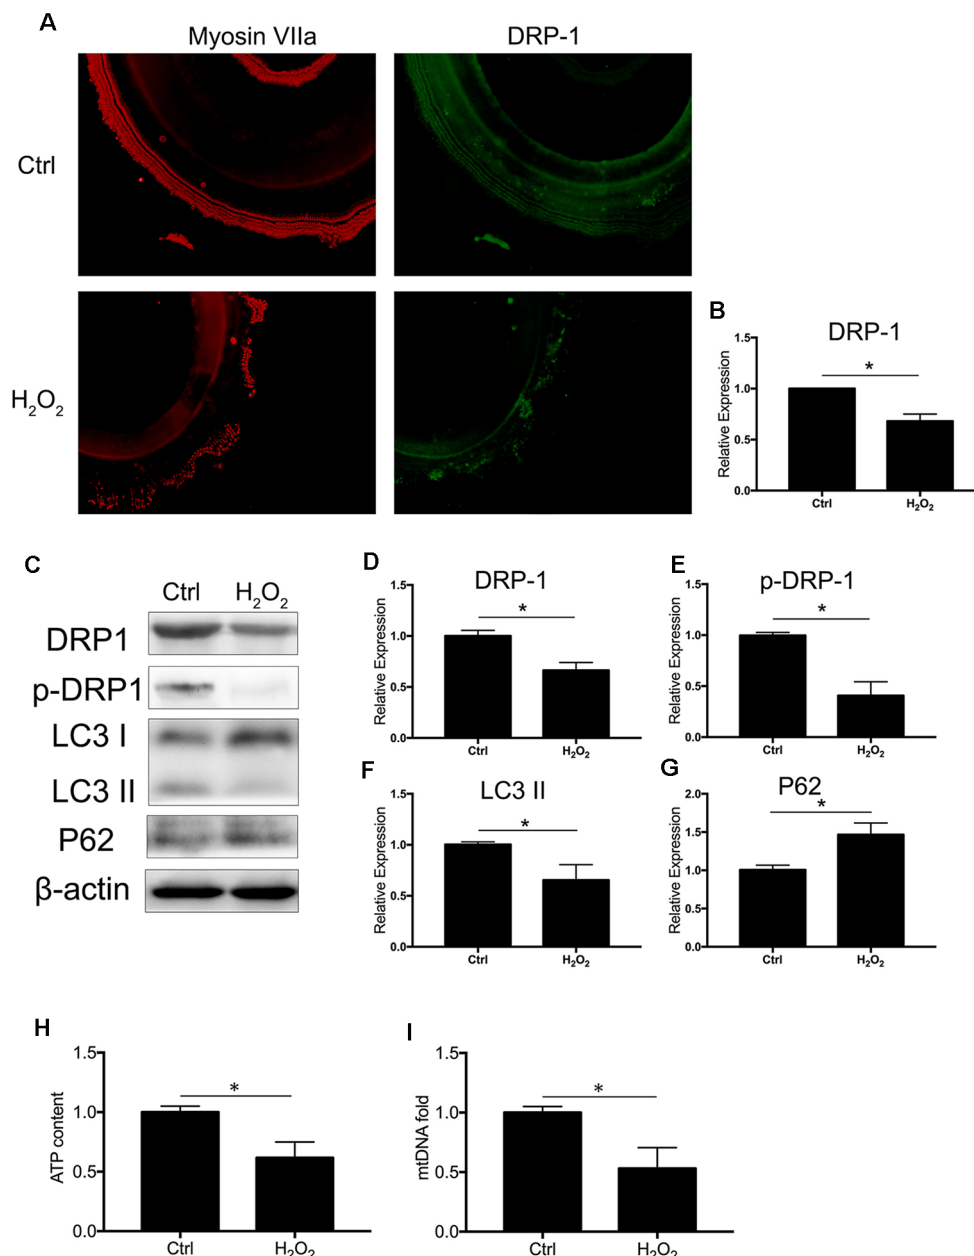 A
Myosin VIIa
DRP-1
Ctrl
H₂O₂
B
DRP-1
*
Relative Expression
1.5
1.0
0.5
0.0
Ctrl
H₂O₂
C
Ctrl
H₂O₂
DRP1
p-DRP1
LC3 I
LC3 II
P62
β-actin
D
DRP-1
*
Relative Expression
1.5
1.0
0.5
0.0
Ctrl
H₂O₂
E
p-DRP-1
*
Relative Expression
1.5
1.0
0.5
0.0
Ctrl
H₂O₂
F
LC3 II
*
Relative Expression
1.5
1.0
0.5
0.0
Ctrl
H₂O₂
G
P62
*
Relative Expression
2.0
1.5
1.0
0.5
0.0
Ctrl
H₂O₂
H
*
ATP content
1.5
1.0
0.5
0.0
Ctrl
H₂O₂
I
*
mtDNA fold
1.5
1.0
0.5
0.0
Ctrl
H₂O₂